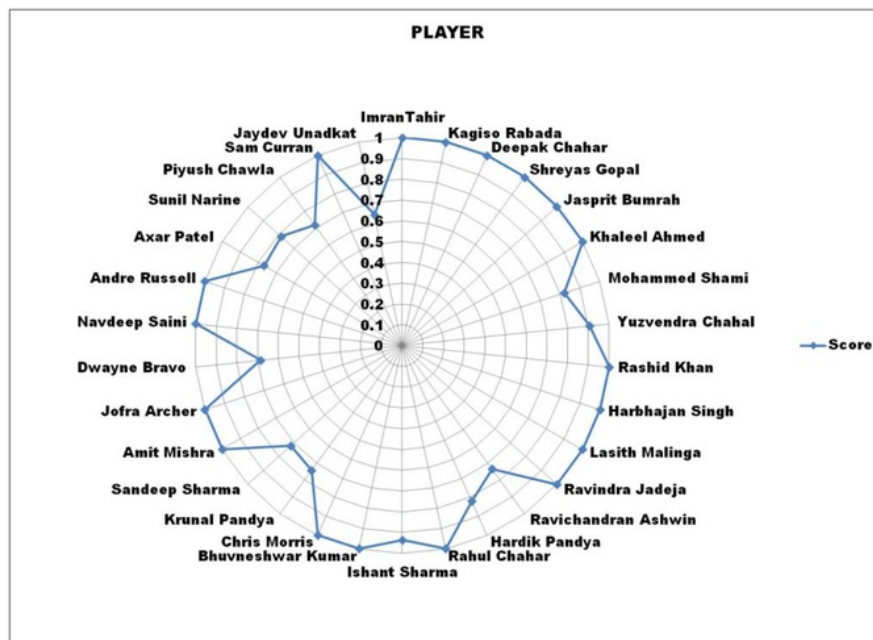 PLAYER
ImranTahir
Kagiso Rabada
Deepak Chahar
Shreyas Gopal
Jasprit Bumrah
Khaleel Ahmed
Mohammed Shami
Yuzvendra Chahal
Rashid Khan
Harbhajan Singh
Lasith Malinga
Ravindra Jadeja
Ravichandran Ashwin
Hardik Pandya
Rahul Chahar
Ishant Sharma
Bhuvneshwar Kumar
Chris Morris
Krunal Pandya
Sandeep Sharma
Amit Mishra
Jofra Archer
Dwayne Bravo
Navdeep Saini
Andre Russell
Axar Patel
Sunil Narine
Piyush Chawla
Sam Curran
Jaydev Unadkat
1
0.9
0.8
0.7
0.6
0.5
0.4
0.3
0.2
0.1
0
Score